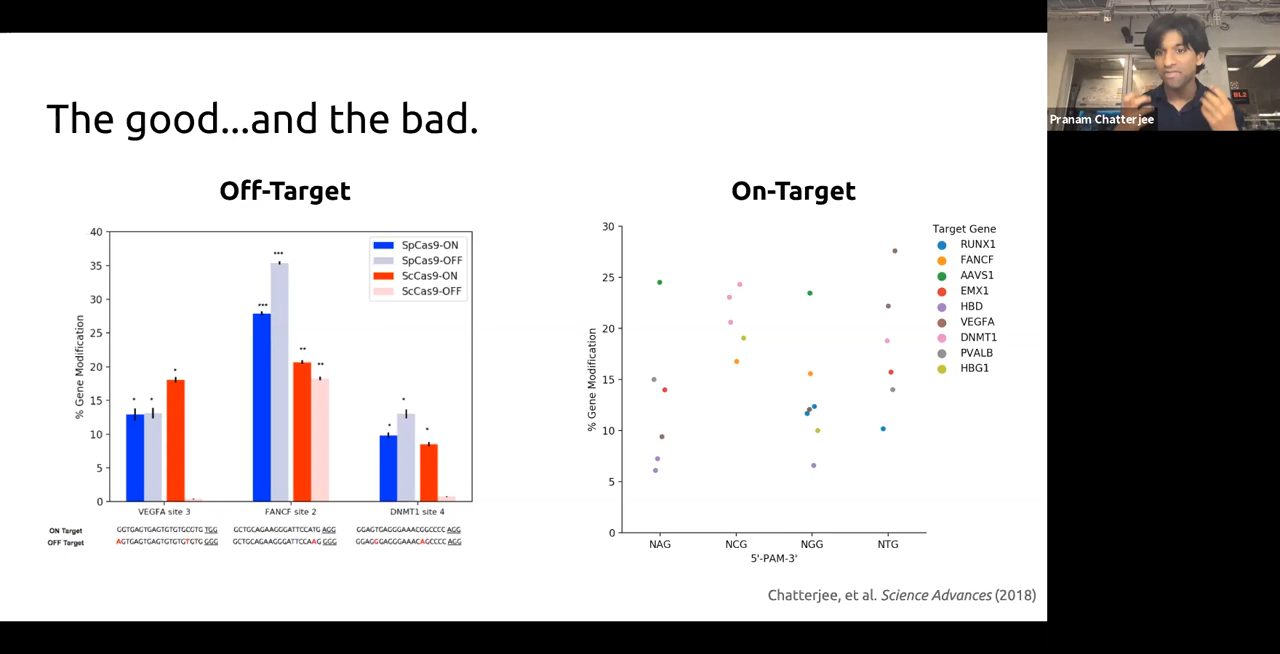 The good...and the bad.
Off-Target
On-Target
% Gene Modification
40
35
30
25
20
15
10
5
0
SpCas9-ON
SpCas9-OFF
ScCas9-ON
ScCas9-OFF
*
*
*
***
***
**
**
*
*
*
VEGFA site 3
FANCF site 2
DNMT1 site 4
ON Target
GGTGAGTGAGTGTGTGCGTG TGG
GCTGCAGAAGGGATTCCATG AGG
GGAGTGAGGGAAACGGCCCC AGG
OFF Target
AGTGAGTGAGTGTGTGTGTG GGG
GCTGCAGAAGGGATTCCAAG GGG
GGAGGGAGGGAAACAGCCCC AGG
% Gene Modification
30
25
20
15
10
5
0
NAG
NCG
NGG
NTG
5'-PAM-3'
Target Gene
RUNX1
FANCF
AAVS1
EMX1
HBD
VEGFA
DNMT1
PVALB
HBG1
Chatterjee, et al. Science Advances (2018)
BL2
Pranam Chatterjee